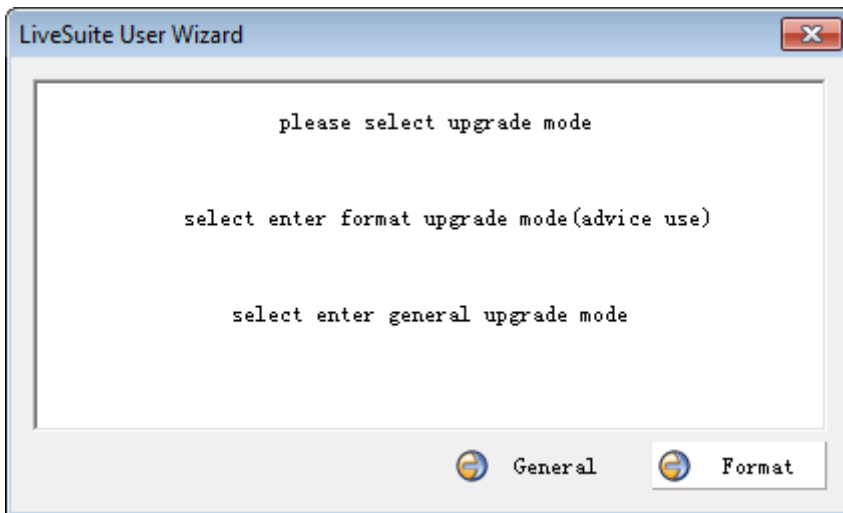 LiveSuite User Wizard
please select upgrade mode
select enter format upgrade mode(advice use)
select enter general upgrade mode
General
Format